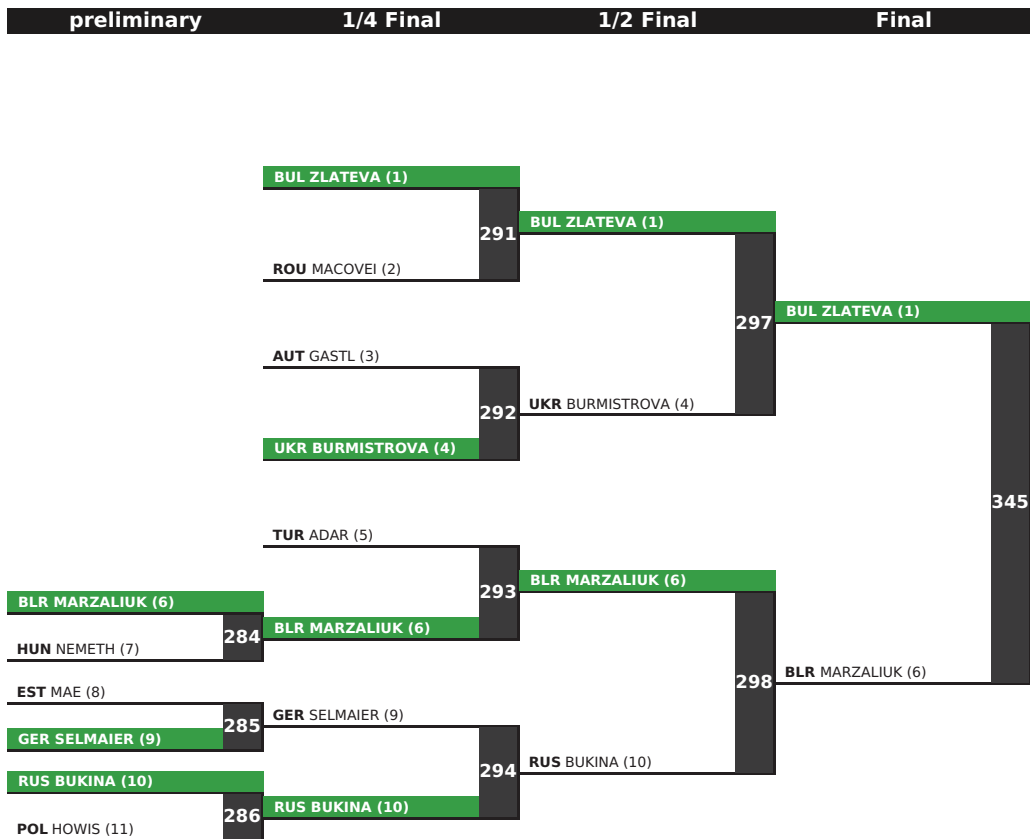 preliminary 1/4 Final 1/2 Final Final
BUL ZLATEVA (1)
291
BUL ZLATEVA (1)
ROU MACOVEI (2)
297
BUL ZLATEVA (1)
AUT GASTL (3)
292
UKR BURMISTROVA (4)
UKR BURMISTROVA (4)
345
TUR ADAR (5)
293
BLR MARZALIUK (6)
BLR MARZALIUK (6)
284
BLR MARZALIUK (6)
HUN NEMETH (7)
298
BLR MARZALIUK (6)
EST MAE (8)
285
GER SELMAIER (9)
GER SELMAIER (9)
294
RUS BUKINA (10)
RUS BUKINA (10)
286
RUS BUKINA (10)
POL HOWIS (11)